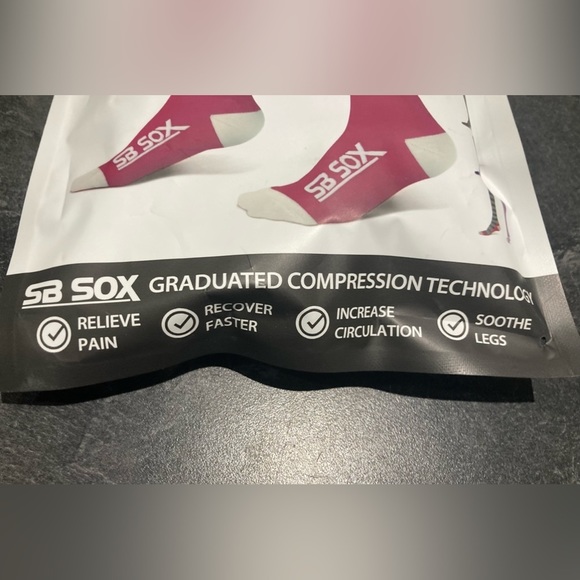 SB SOX
SB SOX
SB SOX GRADUATED COMPRESSION TECHNOLOGY
RELIEVE
PAIN
RECOVER
FASTER
INCREASE
CIRCULATION
SOOTHE
LEGS